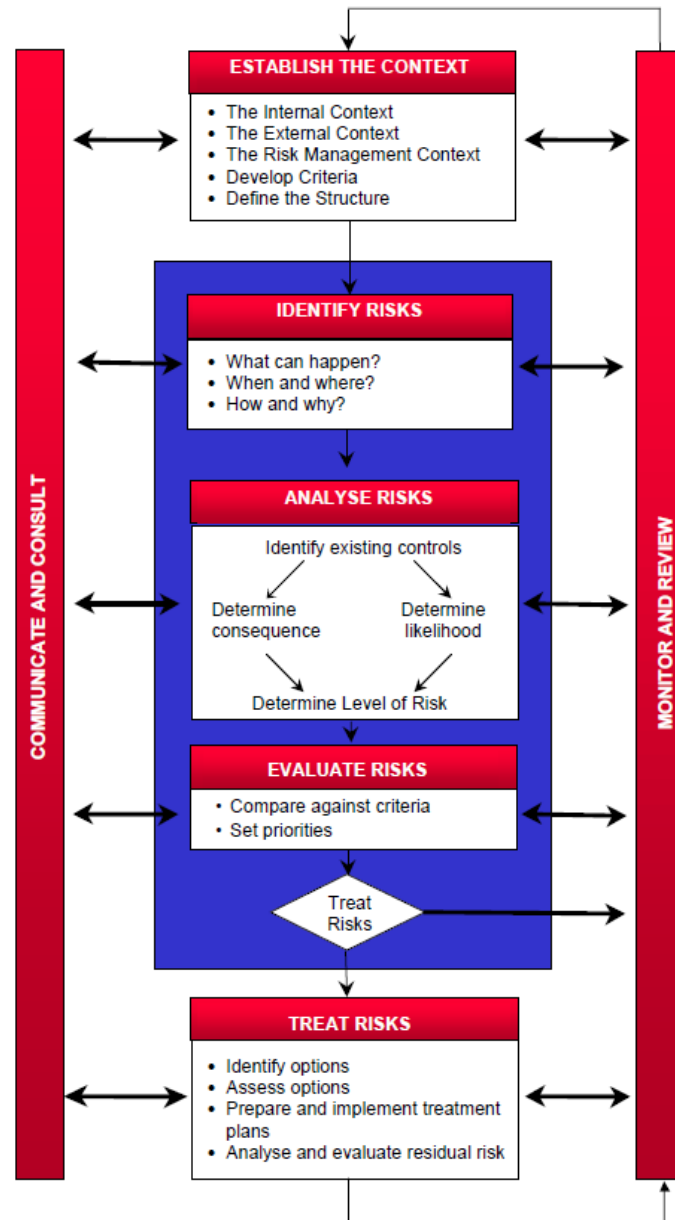 ESTABLISH THE CONTEXT
• The Internal Context
• The External Context
• The Risk Management Context
• Develop Criteria
• Define the Structure
IDENTIFY RISKS
• What can happen?
• When and where?
• How and why?
ANALYSE RISKS
Identify existing controls
Determine
consequence
Determine
likelihood
Determine Level of Risk
EVALUATE RISKS
• Compare against criteria
• Set priorities
Treat
Risks
TREAT RISKS
• Identify options
• Assess options
• Prepare and implement treatment
plans
• Analyse and evaluate residual risk
COMMUNICATE AND CONSULT
MONITOR AND REVIEW